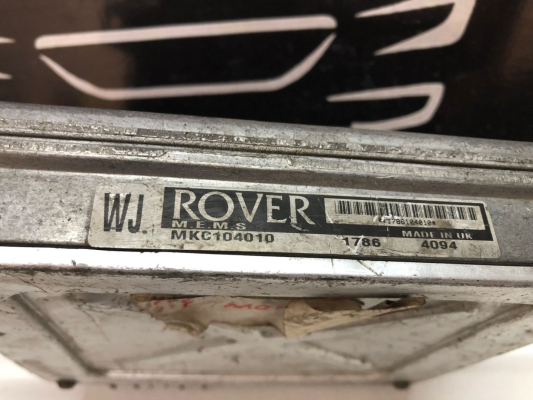 WJ
ROVER
M.E.M.S
MADE IN UK
MKC104010 1786 4094